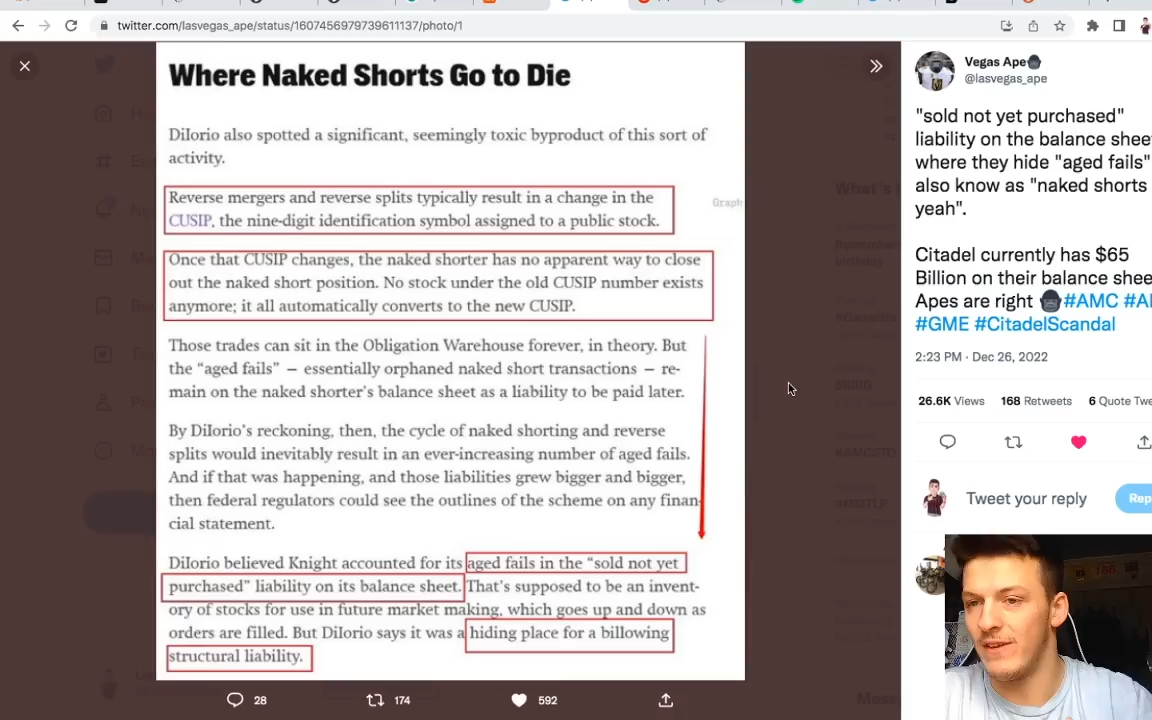 twitter.com/lasvegas_ape/status/1607456979739611137/photo/1
Where Naked Shorts Go to Die
DiIorio also spotted a significant, seemingly toxic byproduct of this sort of
activity.
Reverse mergers and reverse splits typically result in a change in the
CUSIP, the nine-digit identification symbol assigned to a public stock.
Once that CUSIP changes, the naked shorter has no apparent way to close
out the naked short position. No stock under the old CUSIP number exists
anymore; it all automatically converts to the new CUSIP.
Those trades can sit in the Obligation Warehouse forever, in theory. But
the “aged fails” — essentially orphaned naked short transactions — re-
main on the naked shorter’s balance sheet as a liability to be paid later.
By DiIorio’s reckoning, then, the cycle of naked shorting and reverse
splits would inevitably result in an ever-increasing number of aged fails.
And if that was happening, and those liabilities grew bigger and bigger,
then federal regulators could see the outlines of the scheme on any finan-
cial statement.
DiIorio believed Knight accounted for its aged fails in the “sold not yet
purchased” liability on its balance sheet. That’s supposed to be an invent-
ory of stocks for use in future market making, which goes up and down as
orders are filled. But DiIorio says it was a hiding place for a billowing
structural liability.
Graph
28
174
592
Vegas Ape
@lasvegas_ape
"sold not yet purchased"
liability on the balance shee
where they hide "aged fails"
also know as "naked shorts
yeah".
Citadel currently has $65
Billion on their balance shee
Apes are right #AMC #A
#GME #CitadelScandal
2:23 PM · Dec 26, 2022
26.6K Views 168 Retweets 6 Quote Twe
Tweet your reply
Rep